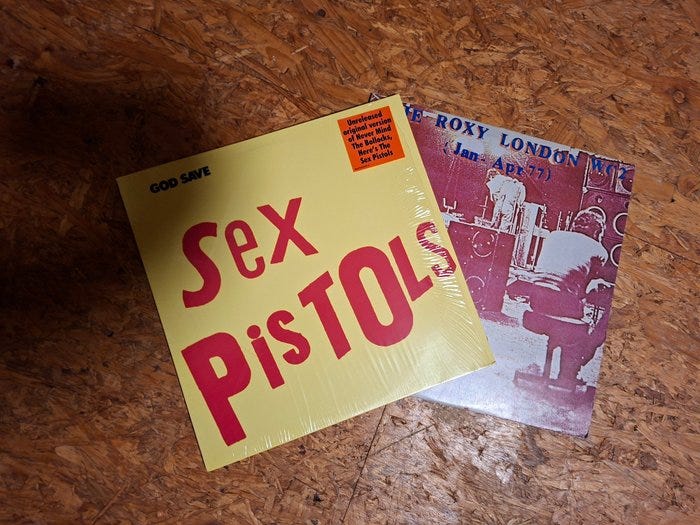 GOD SAVE
Sex
PISTOLS
Unreleased
original version
of Never Mind
The Bollocks,
Here's The
Sex Pistols
ROXY LONDON WC2
(Jan - Apr 77)